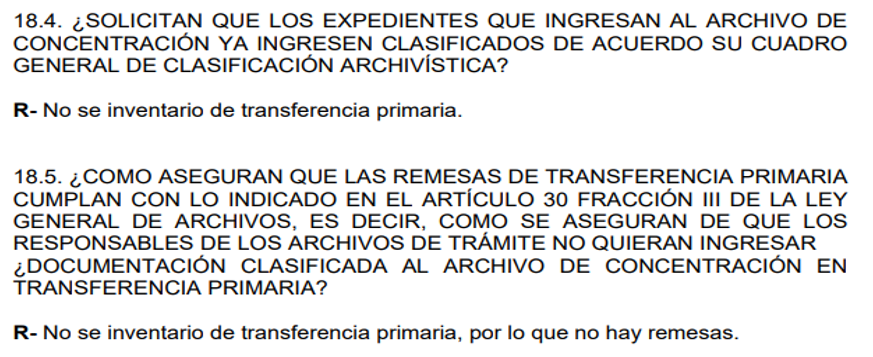 18.4. ¿SOLICITAN QUE LOS EXPEDIENTES QUE INGRESAN AL ARCHIVO DE
CONCENTRACIÓN YA INGRESEN CLASIFICADOS DE ACUERDO SU CUADRO
GENERAL DE CLASIFICACIÓN ARCHIVÍSTICA?
R- No se inventario de transferencia primaria.
18.5. ¿COMO ASEGURAN QUE LAS REMESAS DE TRANSFERENCIA PRIMARIA
CUMPLAN CON LO INDICADO EN EL ARTÍCULO 30 FRACCIÓN III DE LA LEY
GENERAL DE ARCHIVOS, ES DECIR, COMO SE ASEGURAN DE QUE LOS
RESPONSABLES DE LOS ARCHIVOS DE TRÁMITE NO QUIERAN INGRESAR
¿DOCUMENTACIÓN CLASIFICADA AL ARCHIVO DE CONCENTRACIÓN EN
TRANSFERENCIA PRIMARIA?
R- No se inventario de transferencia primaria, por lo que no hay remesas.